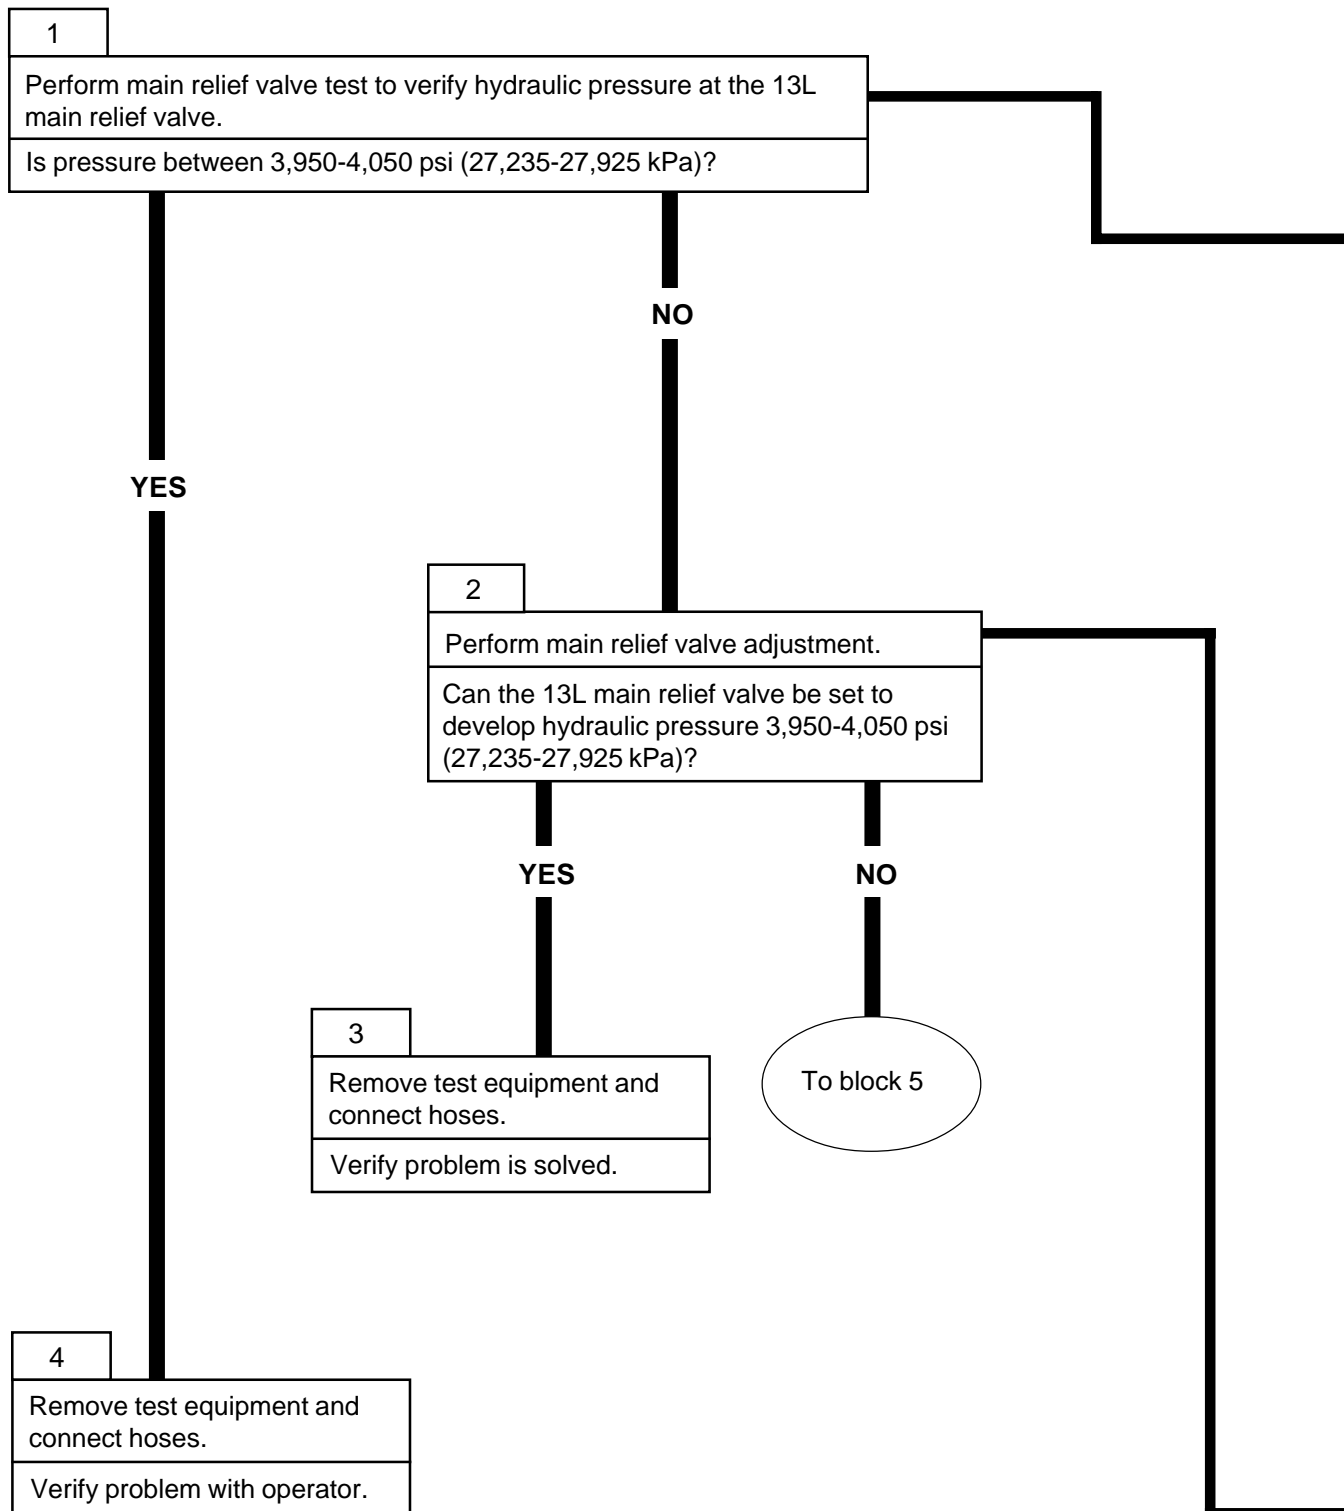 1
Perform main relief valve test to verify hydraulic pressure at the 13L
main relief valve.
Is pressure between 3,950-4,050 psi (27,235-27,925 kPa)?
NO
YES
2
Perform main relief valve adjustment.
Can the 13L main relief valve be set to
develop hydraulic pressure 3,950-4,050 psi
(27,235-27,925 kPa)?
YES
NO
3
Remove test equipment and
connect hoses.
Verify problem is solved.
To block 5
4
Remove test equipment and
connect hoses.
Verify problem with operator.